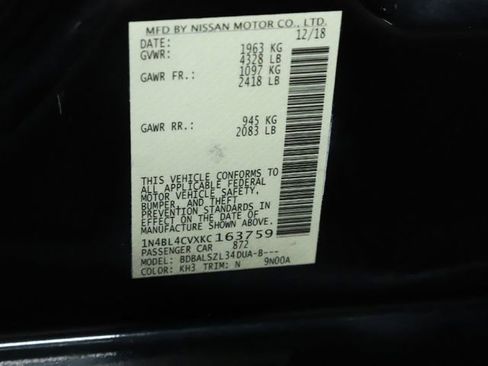 MFD BY NISSAN MOTOR CO., LTD.
DATE: 12/18
GVWR: 1963 KG
4328 LB
GAWR FR.: 1097 KG
2418 LB
GAWR RR.: 945 KG
2083 LB
THIS VEHICLE CONFORMS TO
ALL APPLICABLE FEDERAL
MOTOR VEHICLE SAFETY,
BUMPER, AND THEFT
PREVENTION STANDARDS IN
EFFECT ON THE DATE OF
MANUFACTURE SHOWN ABOVE.
1N4BL4CVXKC163759
PASSENGER CAR 872
MODEL: BDBALSZL34DUA-B---
COLOR: KH3 TRIM: N 9N00A